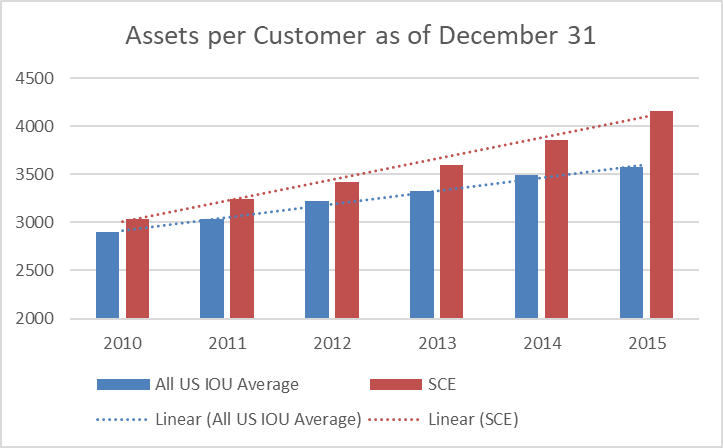 Assets per Customer as of December 31
4500
4000
3500
3000
2500
2000
2010 2011 2012 2013 2014 2015
All US IOU Average SCE
Linear (All US IOU Average) Linear (SCE)